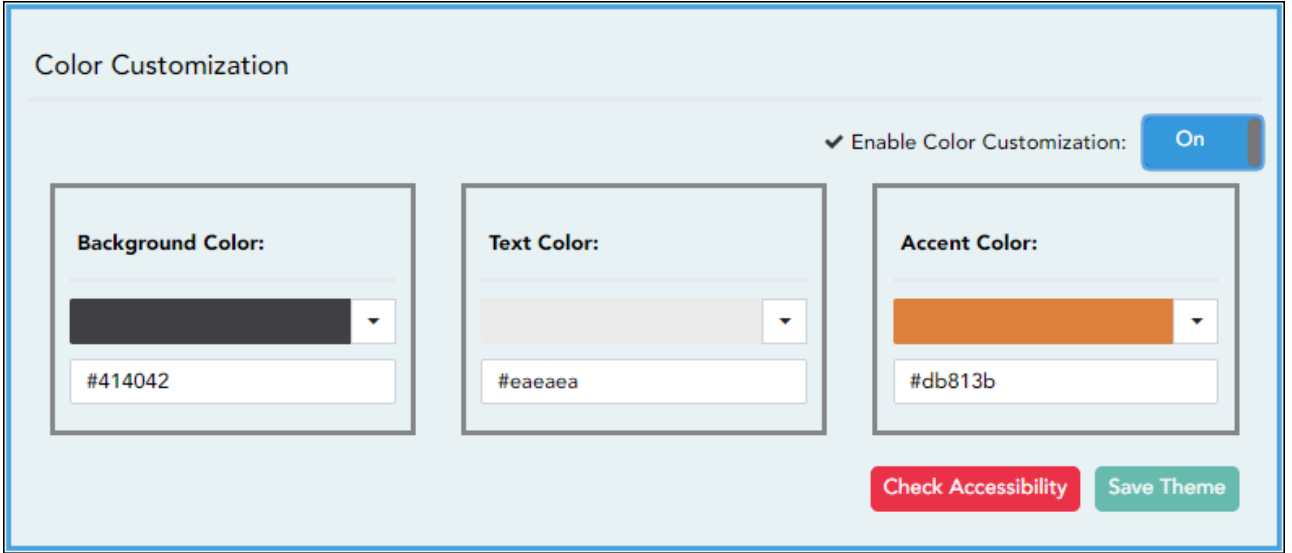 Color Customization
✔ Enable Color Customization: On
Background Color: Text Color: Accent Color:
#414042 #eaeaea #db813b
Check Accessibility Save Theme